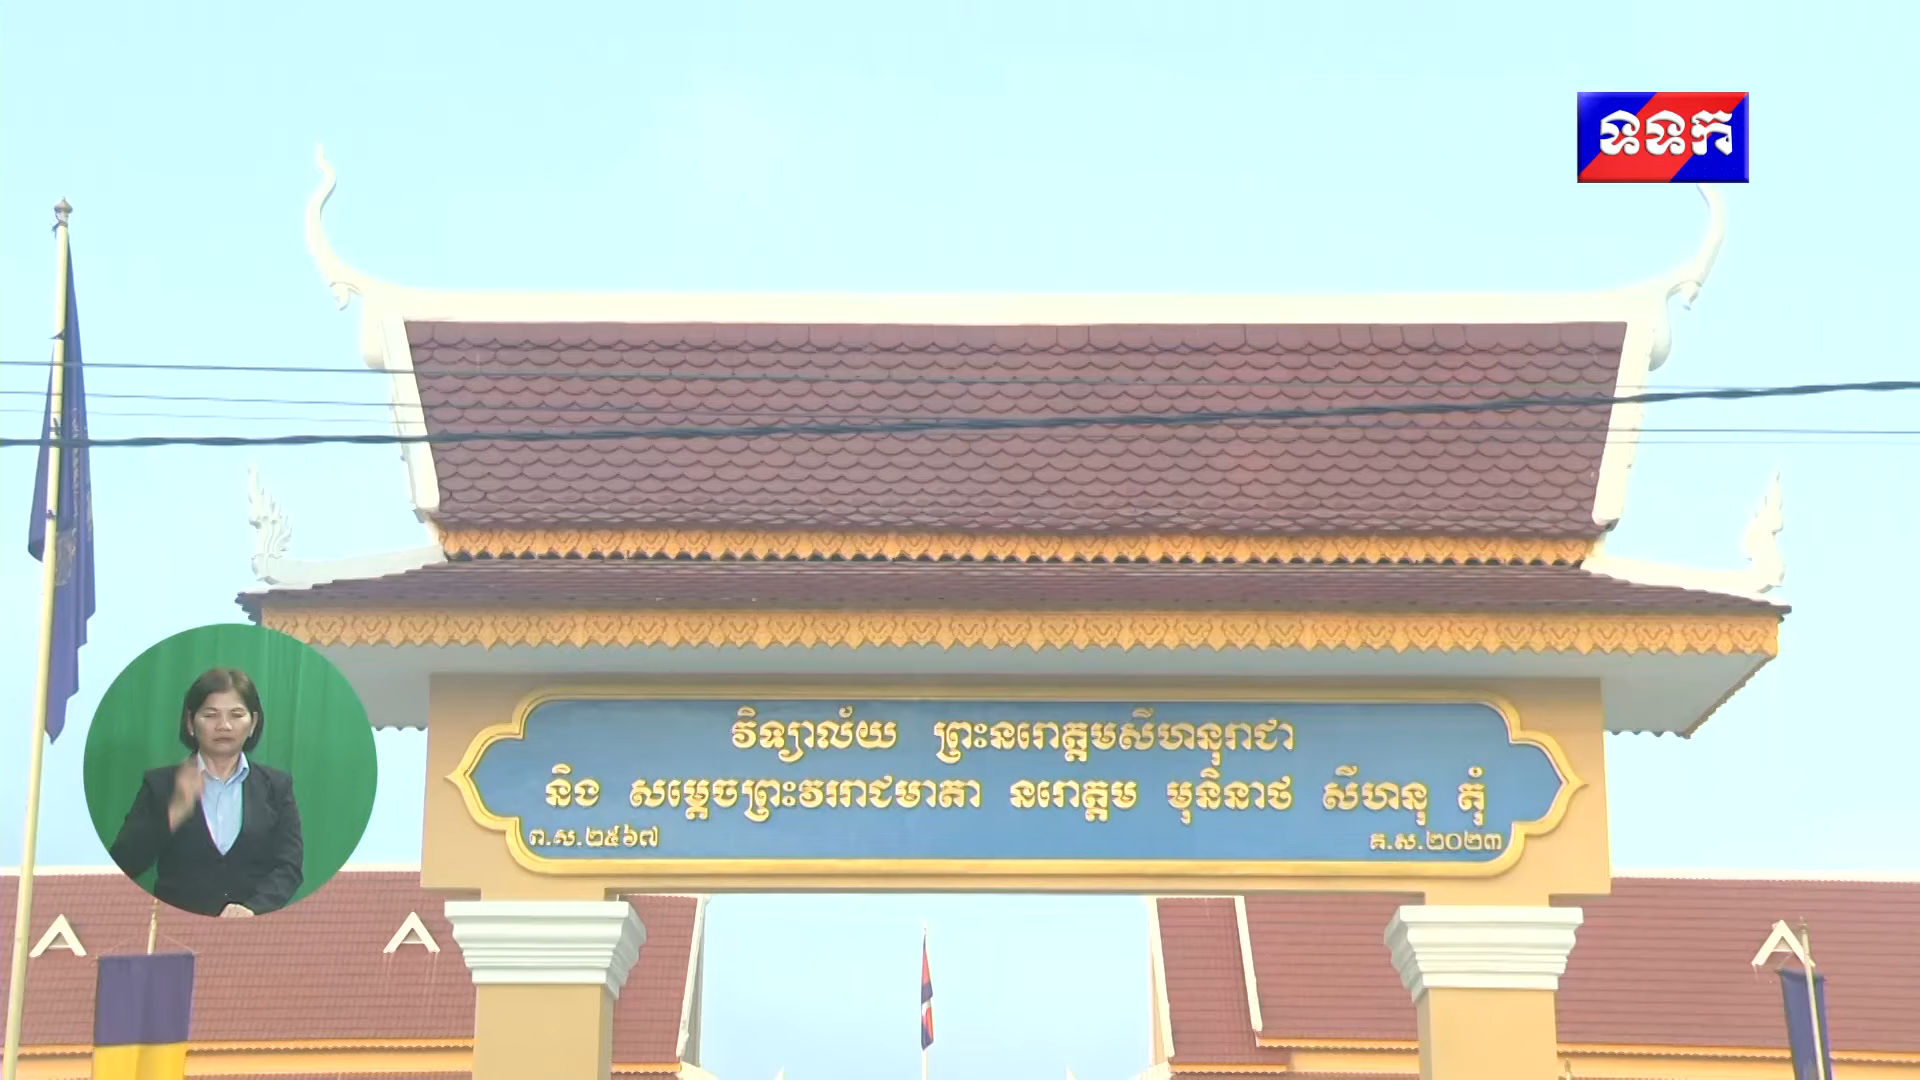 ទទក
វិទ្យាល័យ ព្រះនរោត្តមសីហនុរាជា
និង សម្តេចព្រះវររាជមាតា នរោត្តម មុនិនាថ សីហនុ តុំ
ព.ស.២៥៦៧
គ.ស.២០២៣